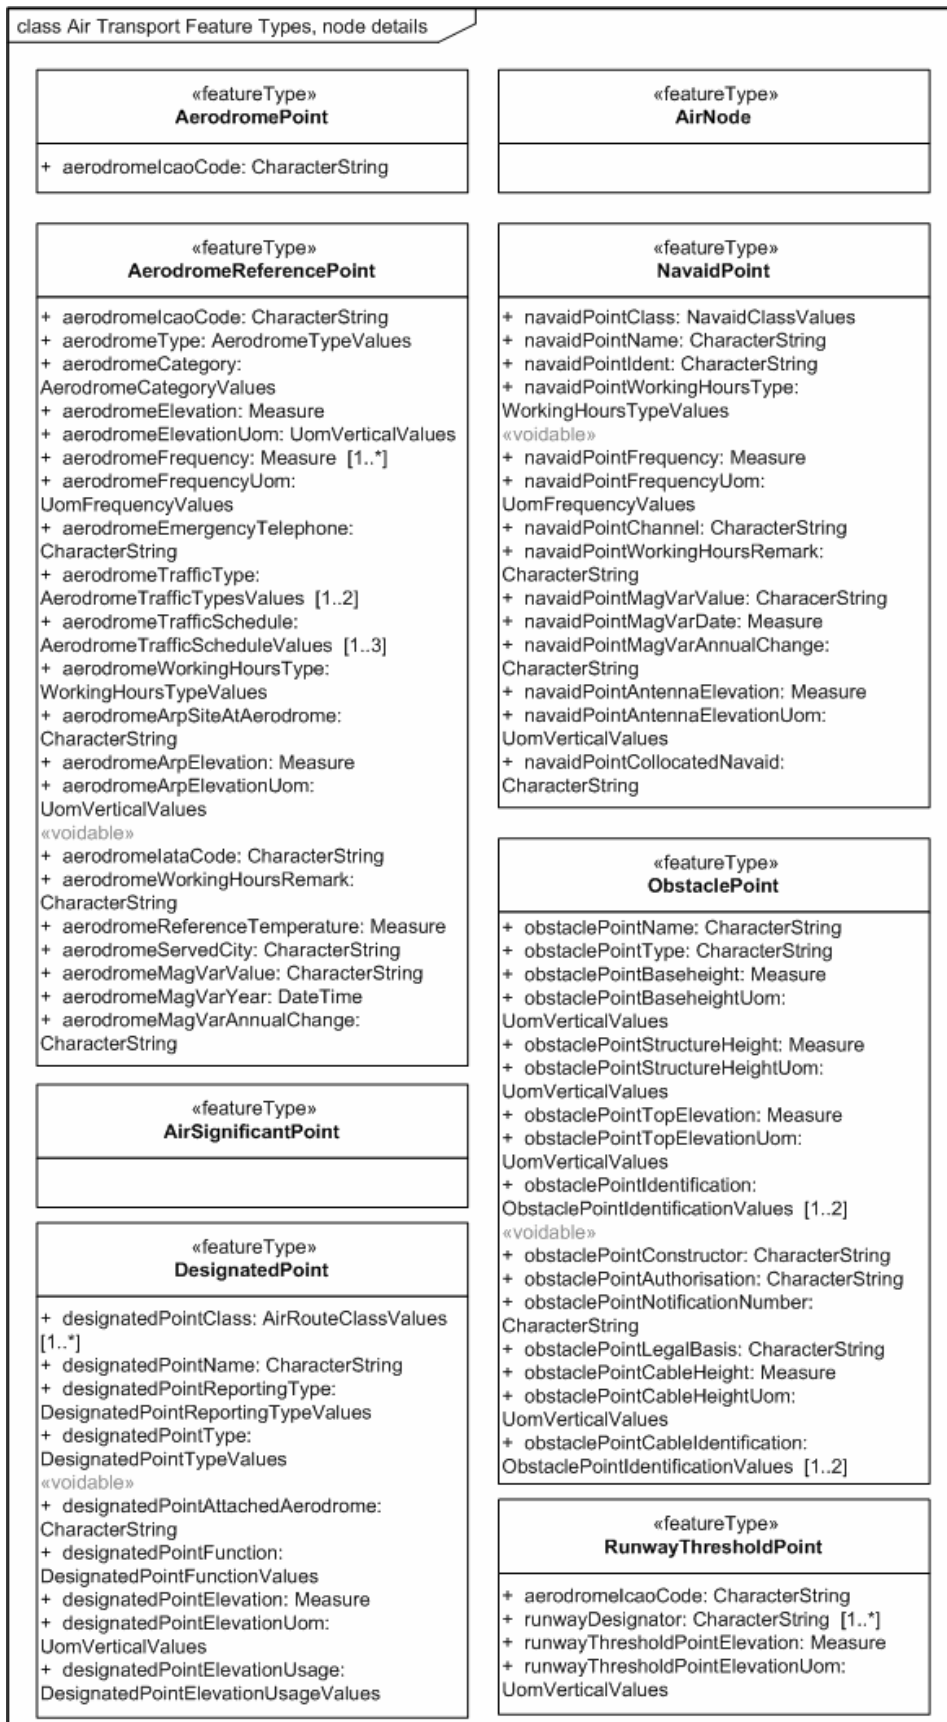 class Air Transport Feature Types, node details
«featureType»
AerodromePoint
+ aerodromeIcaoCode: CharacterString
«featureType»
AerodromeReferencePoint
+ aerodromeIcaoCode: CharacterString
+ aerodromeType: AerodromeTypeValues
+ aerodromeCategory:
AerodromeCategoryValues
+ aerodromeElevation: Measure
+ aerodromeElevationUom: UomVerticalValues
+ aerodromeFrequency: Measure [1..*]
+ aerodromeFrequencyUom:
UomFrequencyValues
+ aerodromeEmergencyTelephone:
CharacterString
+ aerodromeTrafficType:
AerodromeTrafficTypesValues [1..2]
+ aerodromeTrafficSchedule:
AerodromeTrafficScheduleValues [1..3]
+ aerodromeWorkingHoursType:
WorkingHoursTypeValues
+ aerodromeArpSiteAtAerodrome:
CharacterString
+ aerodromeArpElevation: Measure
+ aerodromeArpElevationUom:
UomVerticalValues
«voidable»
+ aerodromeIataCode: CharacterString
+ aerodromeWorkingHoursRemark:
CharacterString
+ aerodromeReferenceTemperature: Measure
+ aerodromeServedCity: CharacterString
+ aerodromeMagVarValue: CharacterString
+ aerodromeMagVarYear: DateTime
+ aerodromeMagVarAnnualChange:
CharacterString
«featureType»
AirSignificantPoint
«featureType»
DesignatedPoint
+ designatedPointClass: AirRouteClassValues
[1..*]
+ designatedPointName: CharacterString
+ designatedPointReportingType:
DesignatedPointReportingTypeValues
+ designatedPointType:
DesignatedPointTypeValues
«voidable»
+ designatedPointAttachedAerodrome:
CharacterString
+ designatedPointFunction:
DesignatedPointFunctionValues
+ designatedPointElevation: Measure
+ designatedPointElevationUom:
UomVerticalValues
+ designatedPointElevationUsage:
DesignatedPointElevationUsageValues
«featureType»
AirNode
«featureType»
NavaidPoint
+ navaidPointClass: NavaidClassValues
+ navaidPointName: CharacterString
+ navaidPointIdent: CharacterString
+ navaidPointWorkingHoursType:
WorkingHoursTypeValues
«voidable»
+ navaidPointFrequency: Measure
+ navaidPointFrequencyUom:
UomFrequencyValues
+ navaidPointChannel: CharacterString
+ navaidPointWorkingHoursRemark:
CharacterString
+ navaidPointMagVarValue: CharacerString
+ navaidPointMagVarDate: Measure
+ navaidPointMagVarAnnualChange:
CharacterString
+ navaidPointAntennaElevation: Measure
+ navaidPointAntennaElevationUom:
UomVerticalValues
+ navaidPointCollocatedNavaid:
CharacterString
«featureType»
ObstaclePoint
+ obstaclePointName: CharacterString
+ obstaclePointType: CharacterString
+ obstaclePointBaseheight: Measure
+ obstaclePointBaseheightUom:
UomVerticalValues
+ obstaclePointStructureHeight: Measure
+ obstaclePointStructureHeightUom:
UomVerticalValues
+ obstaclePointTopElevation: Measure
+ obstaclePointTopElevationUom:
UomVerticalValues
+ obstaclePointIdentification:
ObstaclePointIdentificationValues [1..2]
«voidable»
+ obstaclePointConstructor: CharacterString
+ obstaclePointAuthorisation: CharacterString
+ obstaclePointNotificationNumber:
CharacterString
+ obstaclePointLegalBasis: CharacterString
+ obstaclePointCableHeight: Measure
+ obstaclePointCableHeightUom:
UomVerticalValues
+ obstaclePointCableIdentification:
ObstaclePointIdentificationValues [1..2]
«featureType»
RunwayThresholdPoint
+ aerodromeIcaoCode: CharacterString
+ runwayDesignator: CharacterString [1..*]
+ runwayThresholdPointElevation: Measure
+ runwayThresholdPointElevationUom:
UomVerticalValues